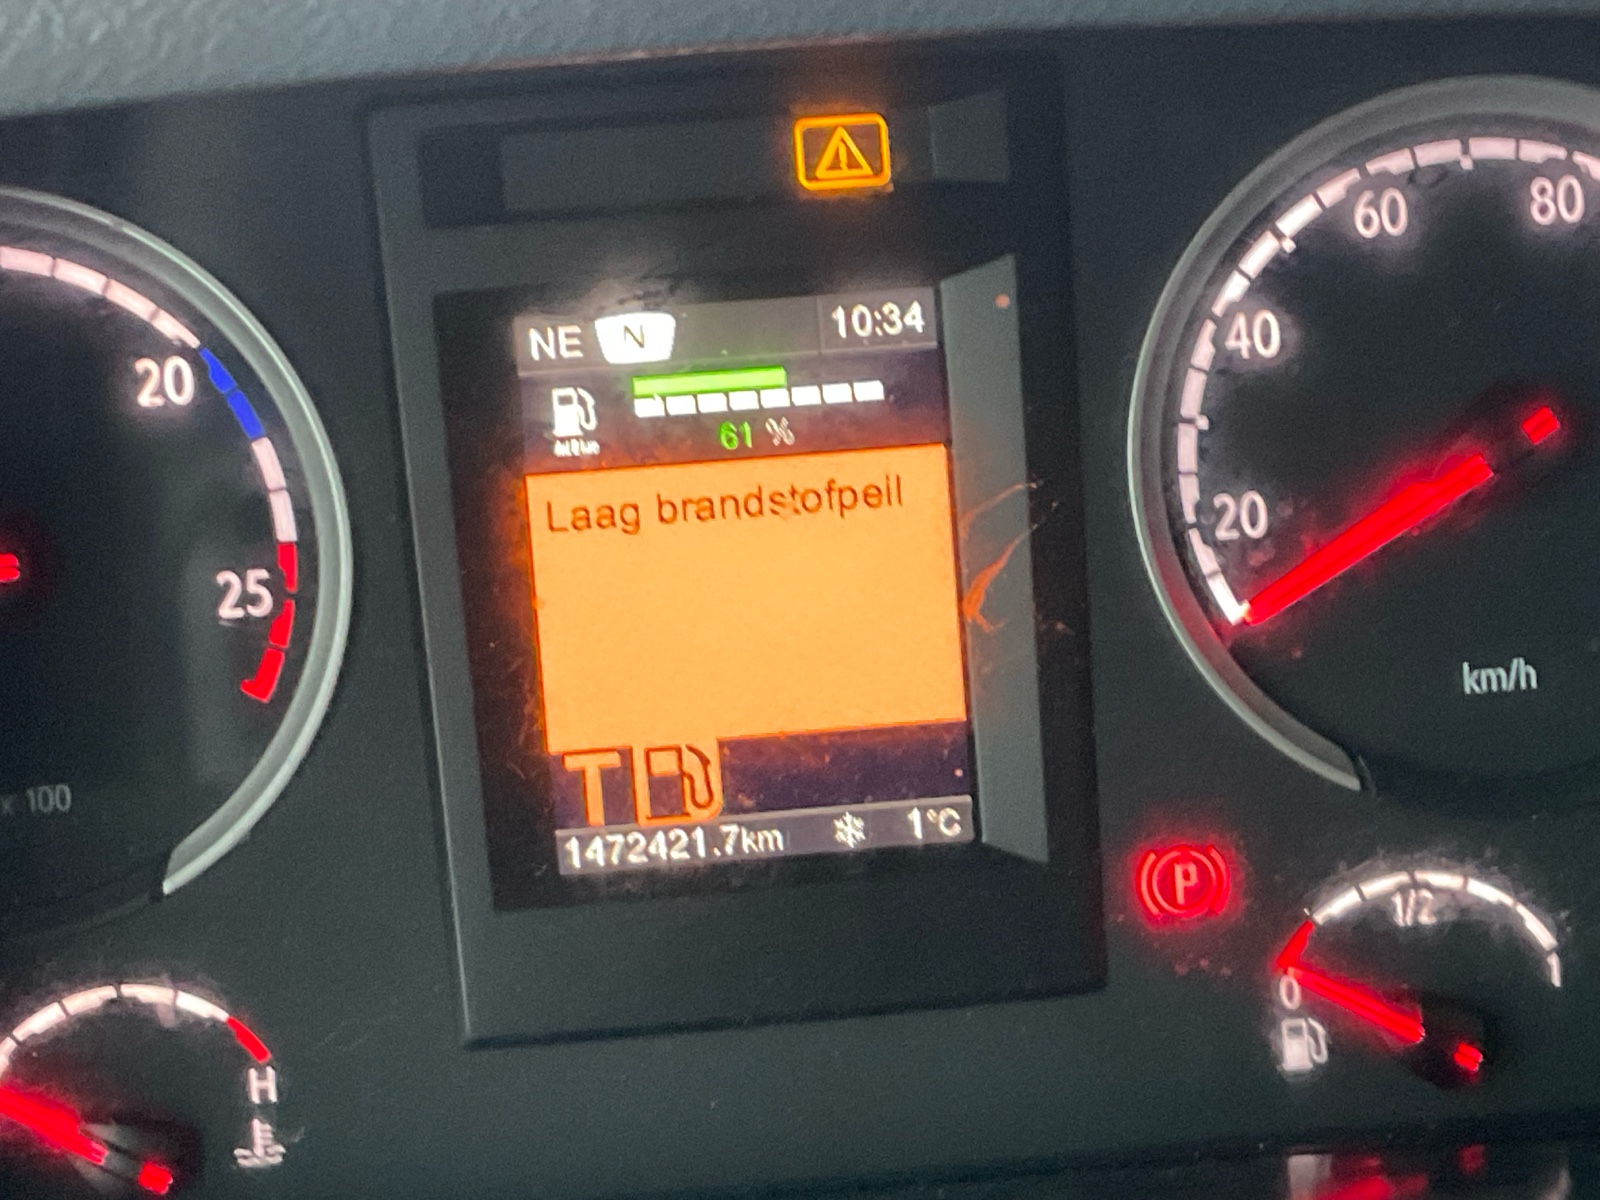 NE N 10:34
AdBlue
61 %
Laag brandstofpeil
T
1472421.7km 1°C
20
25
x 100
H
20
40
60
80
km/h
P
0
1/2
1